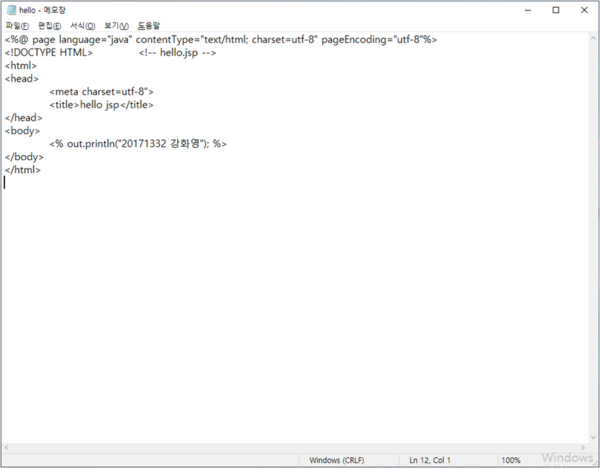 hello - 메모장
파일(F) 편집(E) 서식(O) 보기(V) 도움말
<%@ page language="java" contentType="text/html; charset=utf-8" pageEncoding="utf-8"%>
<!DOCTYPE HTML> <!-- hello.jsp -->
<html>
<head>
<meta charset=utf-8">
<title>hello jsp</title>
</head>
<body>
<% out.println("20171332 강화영"); %>
</body>
</html>
Windows (CRLF) Ln 12, Col 1 100% Windows